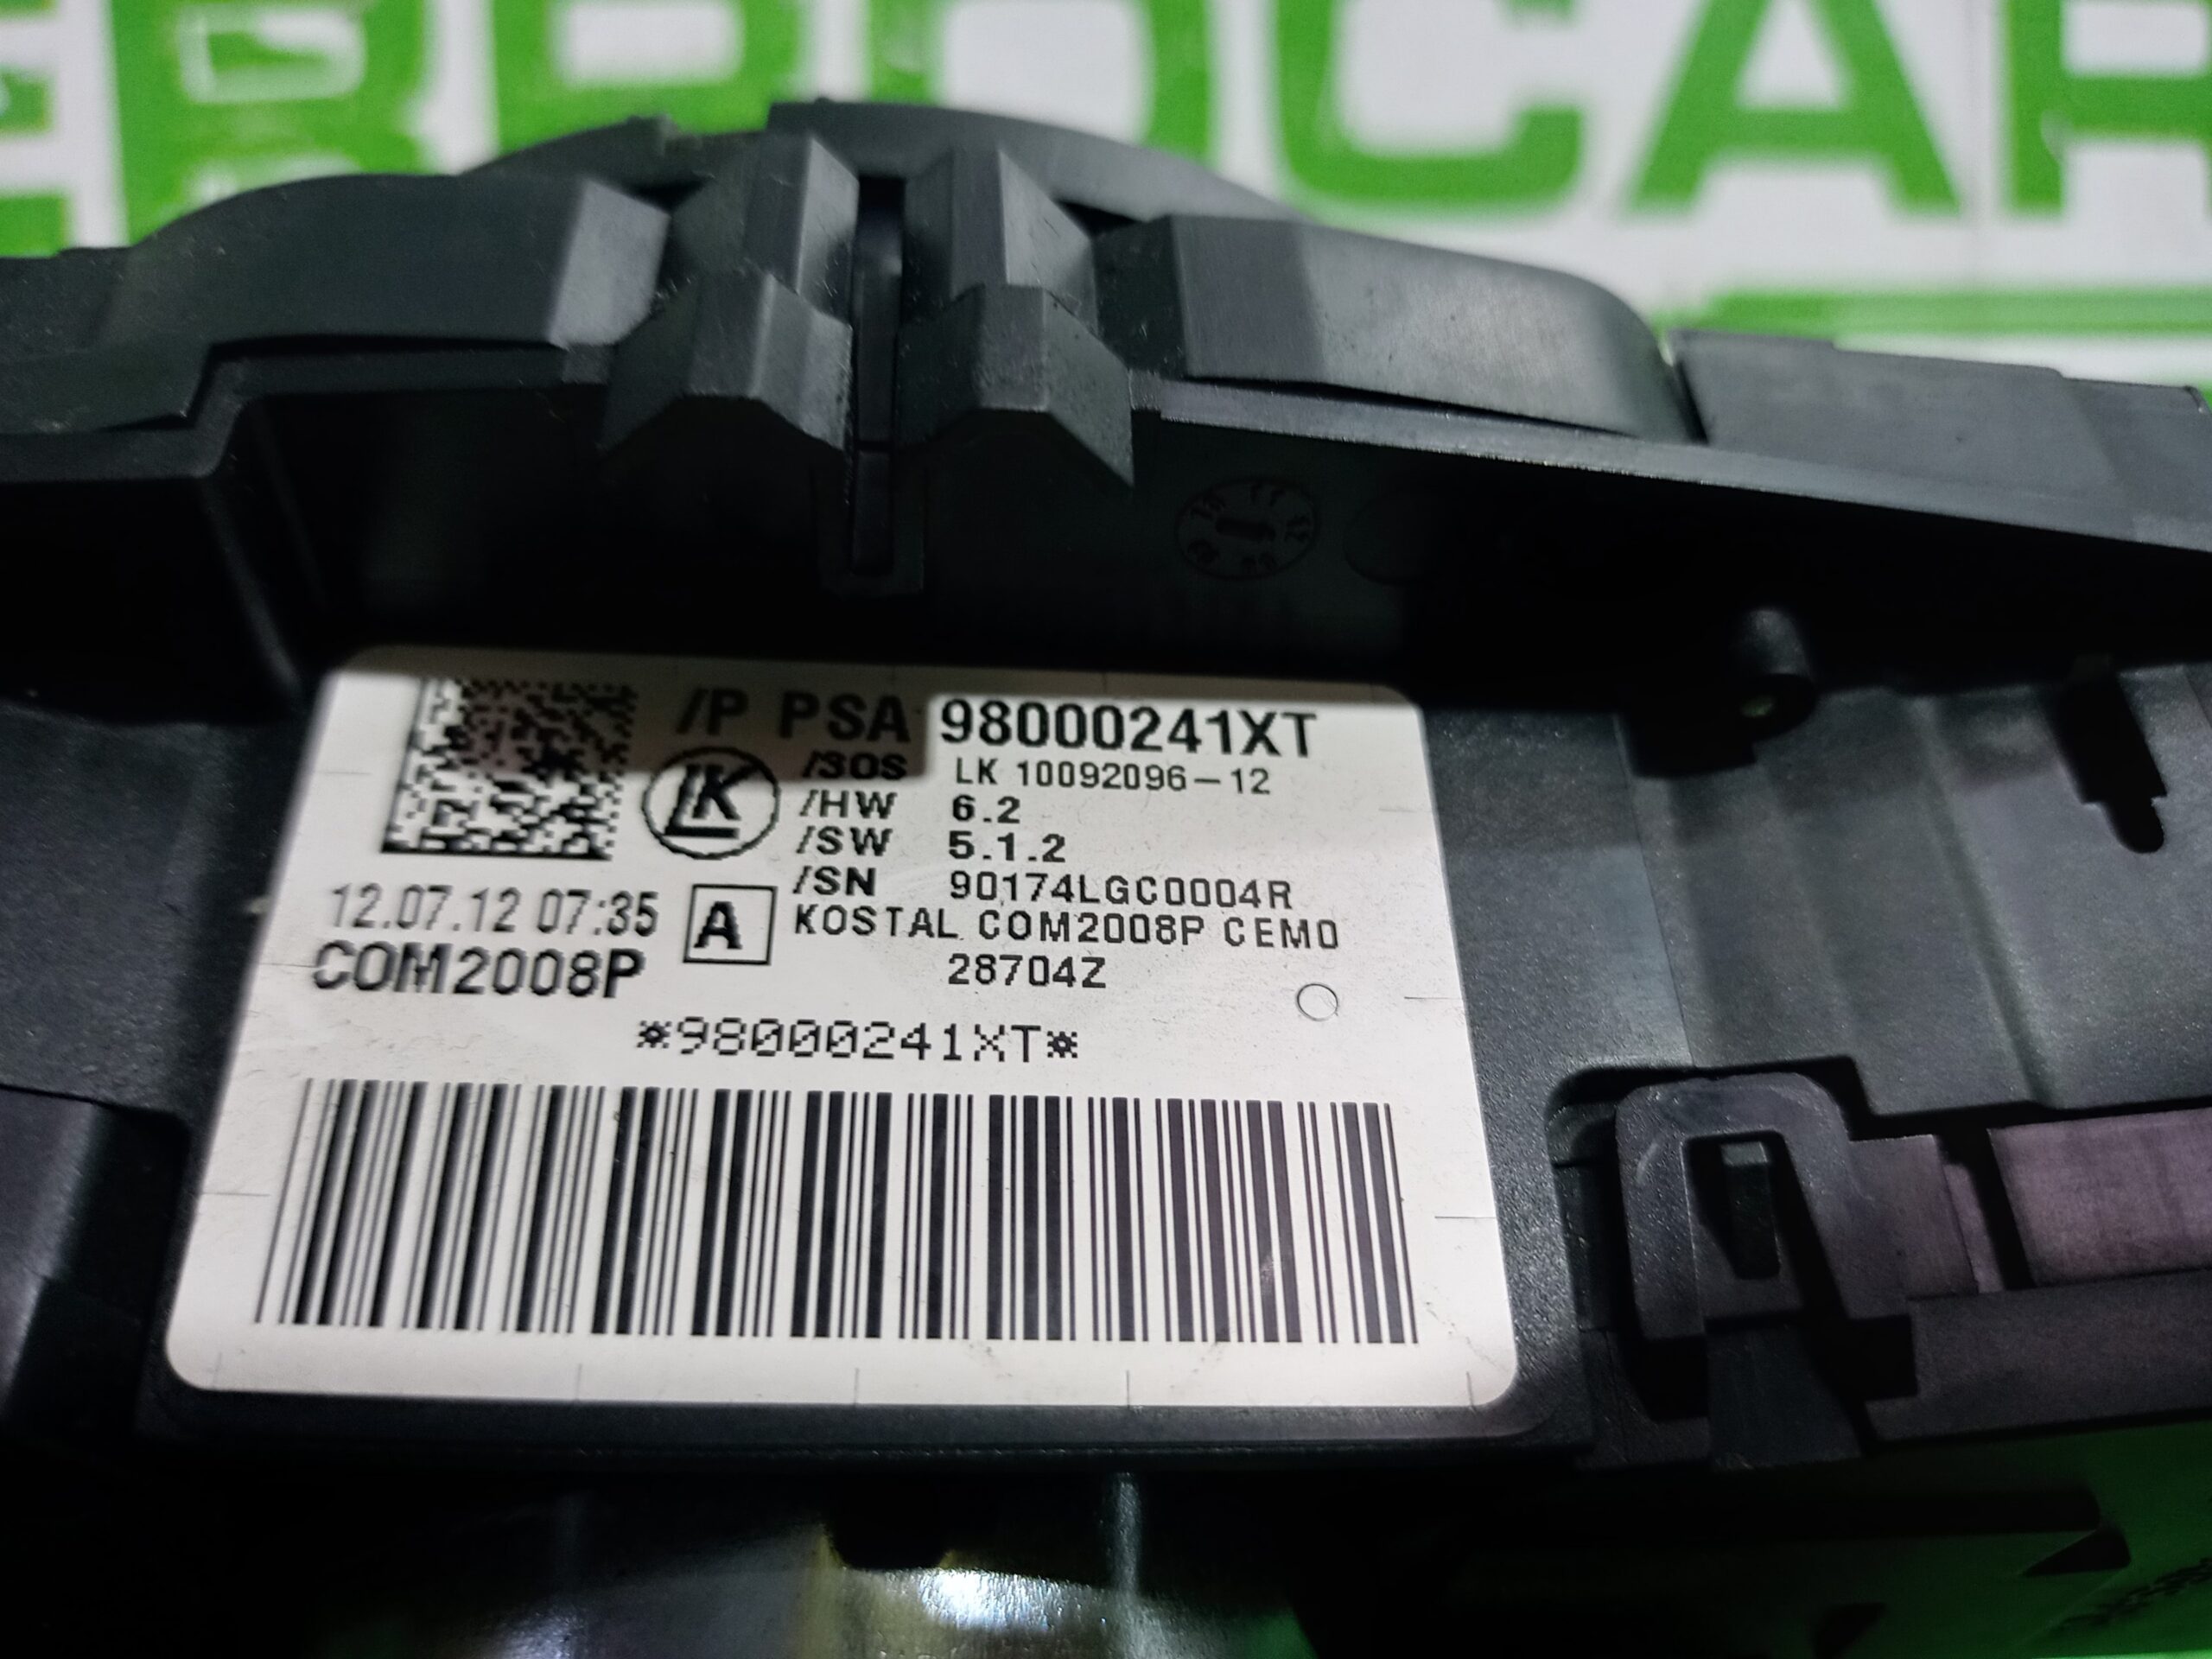 /P PSA 98000241XT
LK
/SOS LK 10092096-12
/HW 6.2
/SW 5.1.2
/SN 90174LGC0004R
12.07.12 07:35
A
KOSTAL COM2008P CEM0
COM2008P
28704Z
*98000241XT*